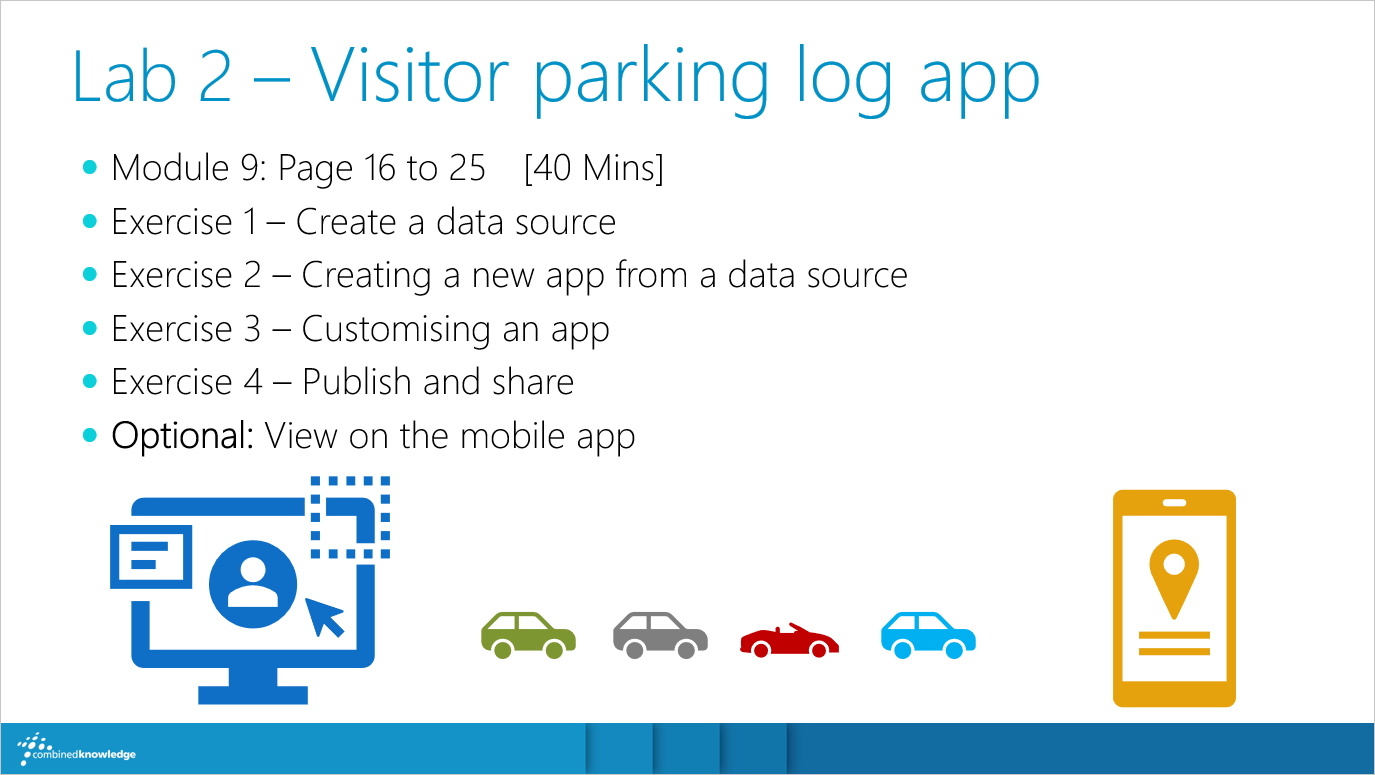 Lab 2 – Visitor parking log app
Module 9: Page 16 to 25 [40 Mins]
Exercise 1 – Create a data source
Exercise 2 – Creating a new app from a data source
Exercise 3 – Customising an app
Exercise 4 – Publish and share
Optional: View on the mobile app
combinedknowledge